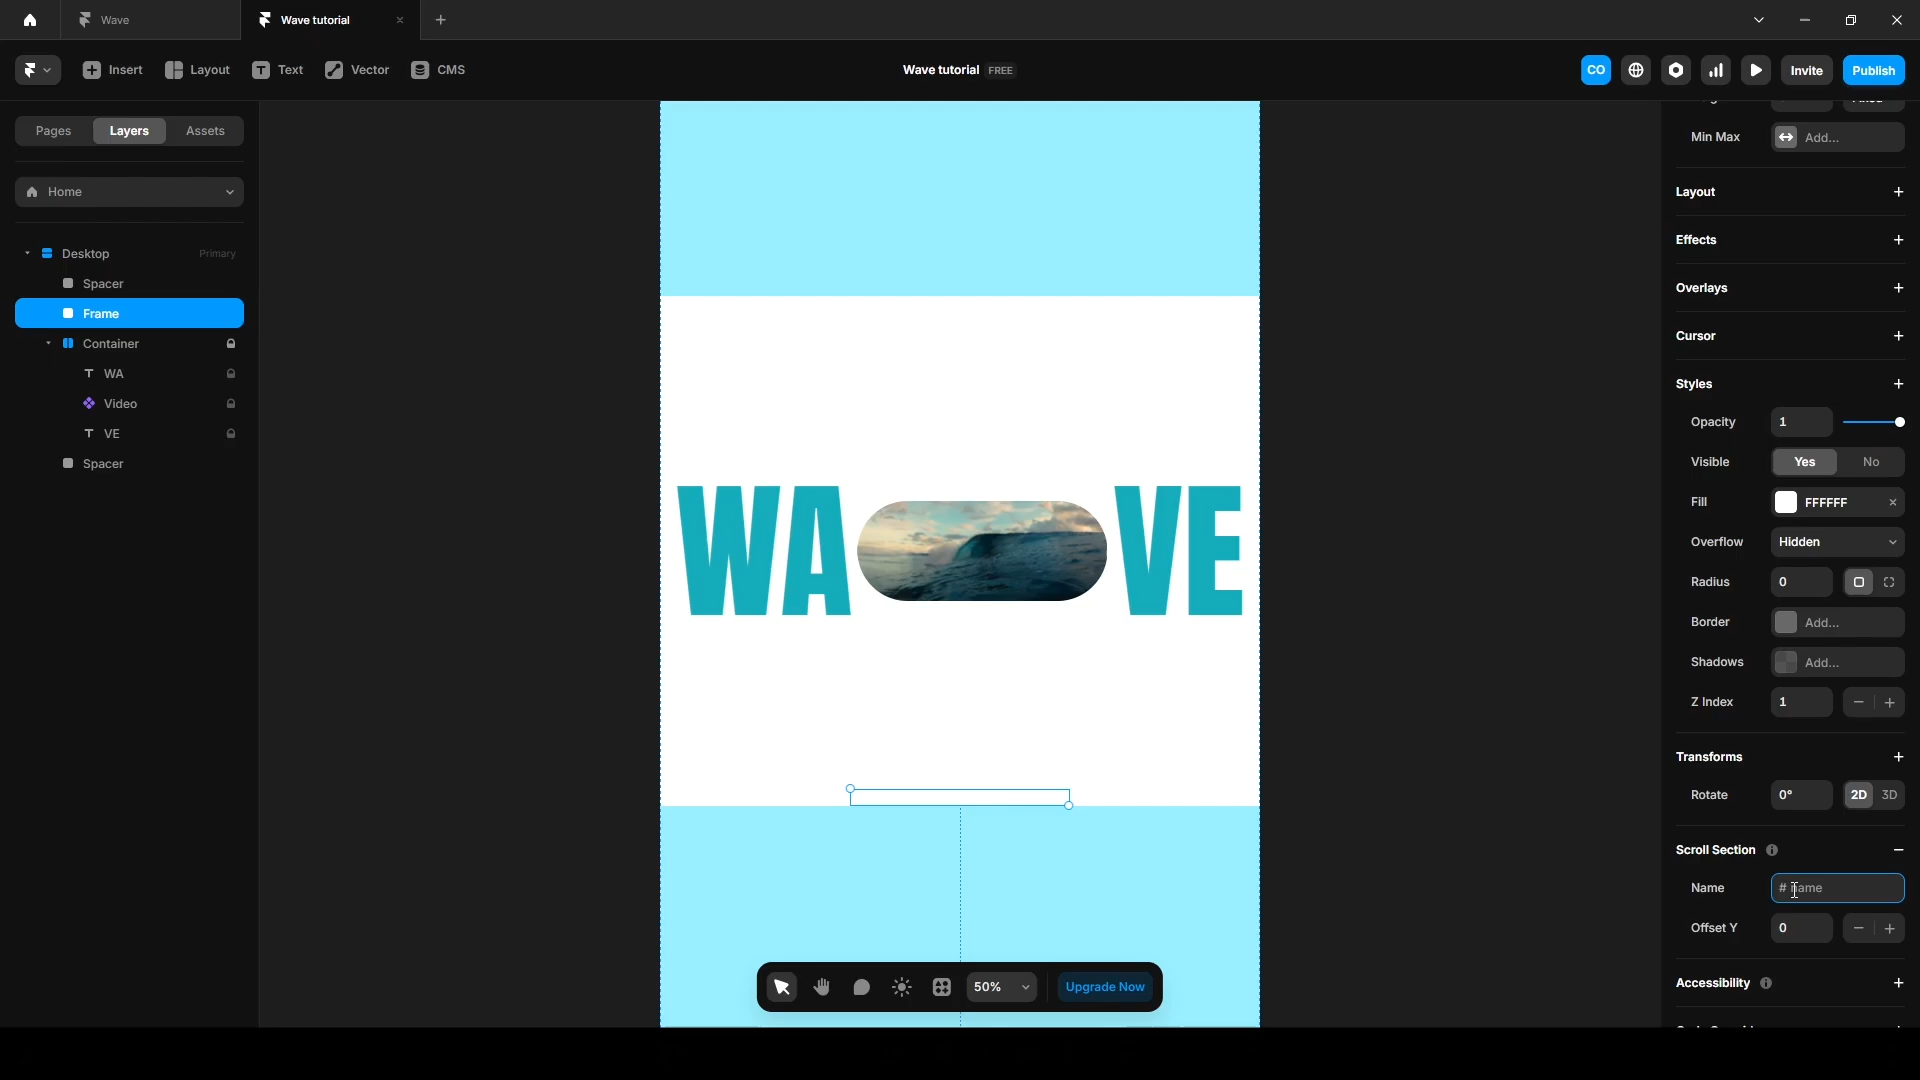 Wave
Wave tutorial
Insert
Layout
Text
Vector
CMS
Wave tutorial FREE
CO
Invite
Publish
Pages
Layers
Assets
Home
Desktop
Primary
Spacer
Frame
Container
WA
Video
VE
Spacer
WA
VE
50%
Upgrade Now
Min Max
Add...
Layout
Effects
Overlays
Cursor
Styles
Opacity
1
Visible
Yes
No
Fill
FFFFFF
Overflow
Hidden
Radius
0
Border
Add...
Shadows
Add...
Z Index
1
Transforms
Rotate
0°
2D
3D
Scroll Section
Name
# name
Offset Y
0
Accessibility